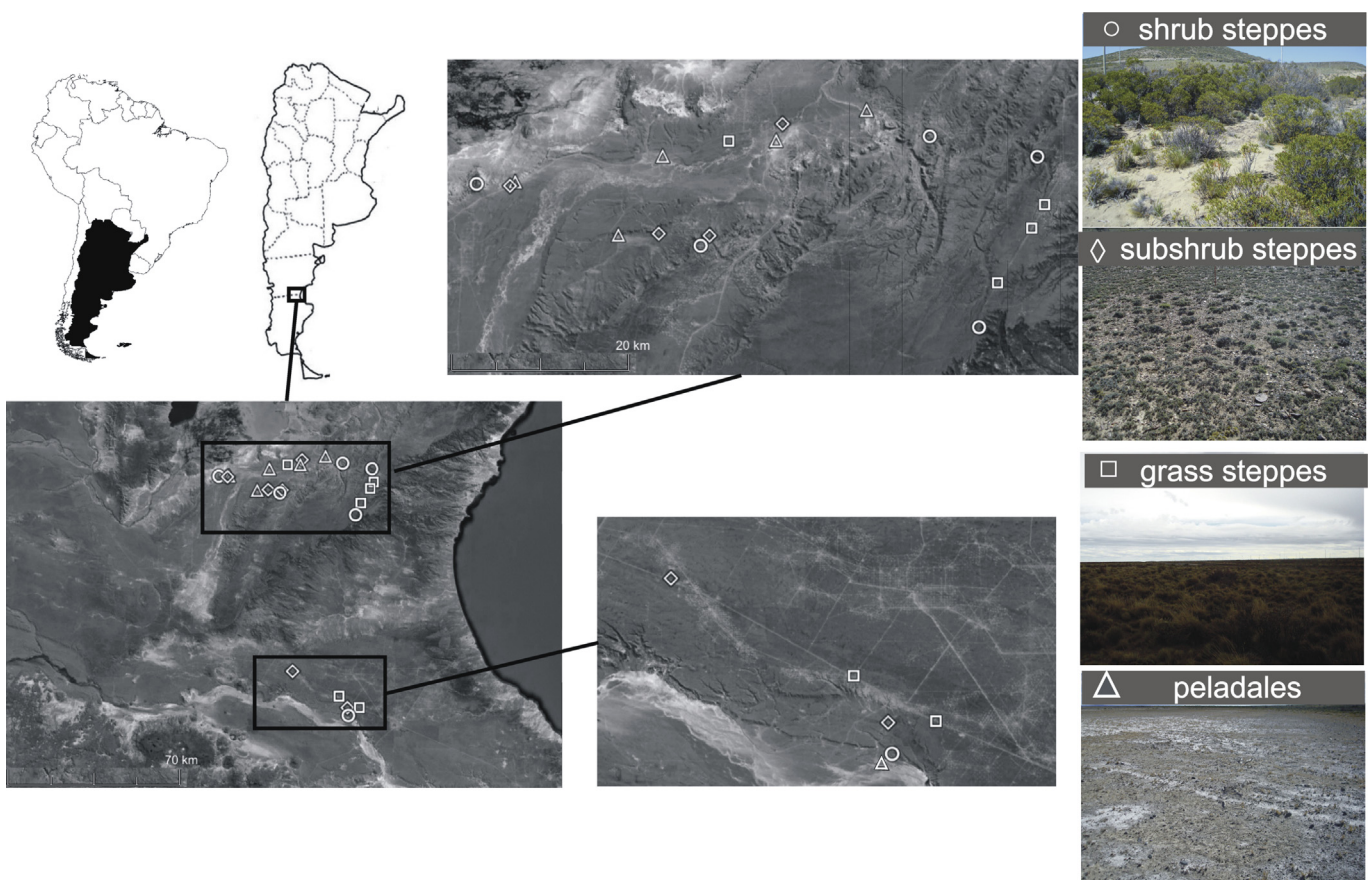 shrub steppes
subshrub steppes
20 km
grass steppes
peladales
70 km